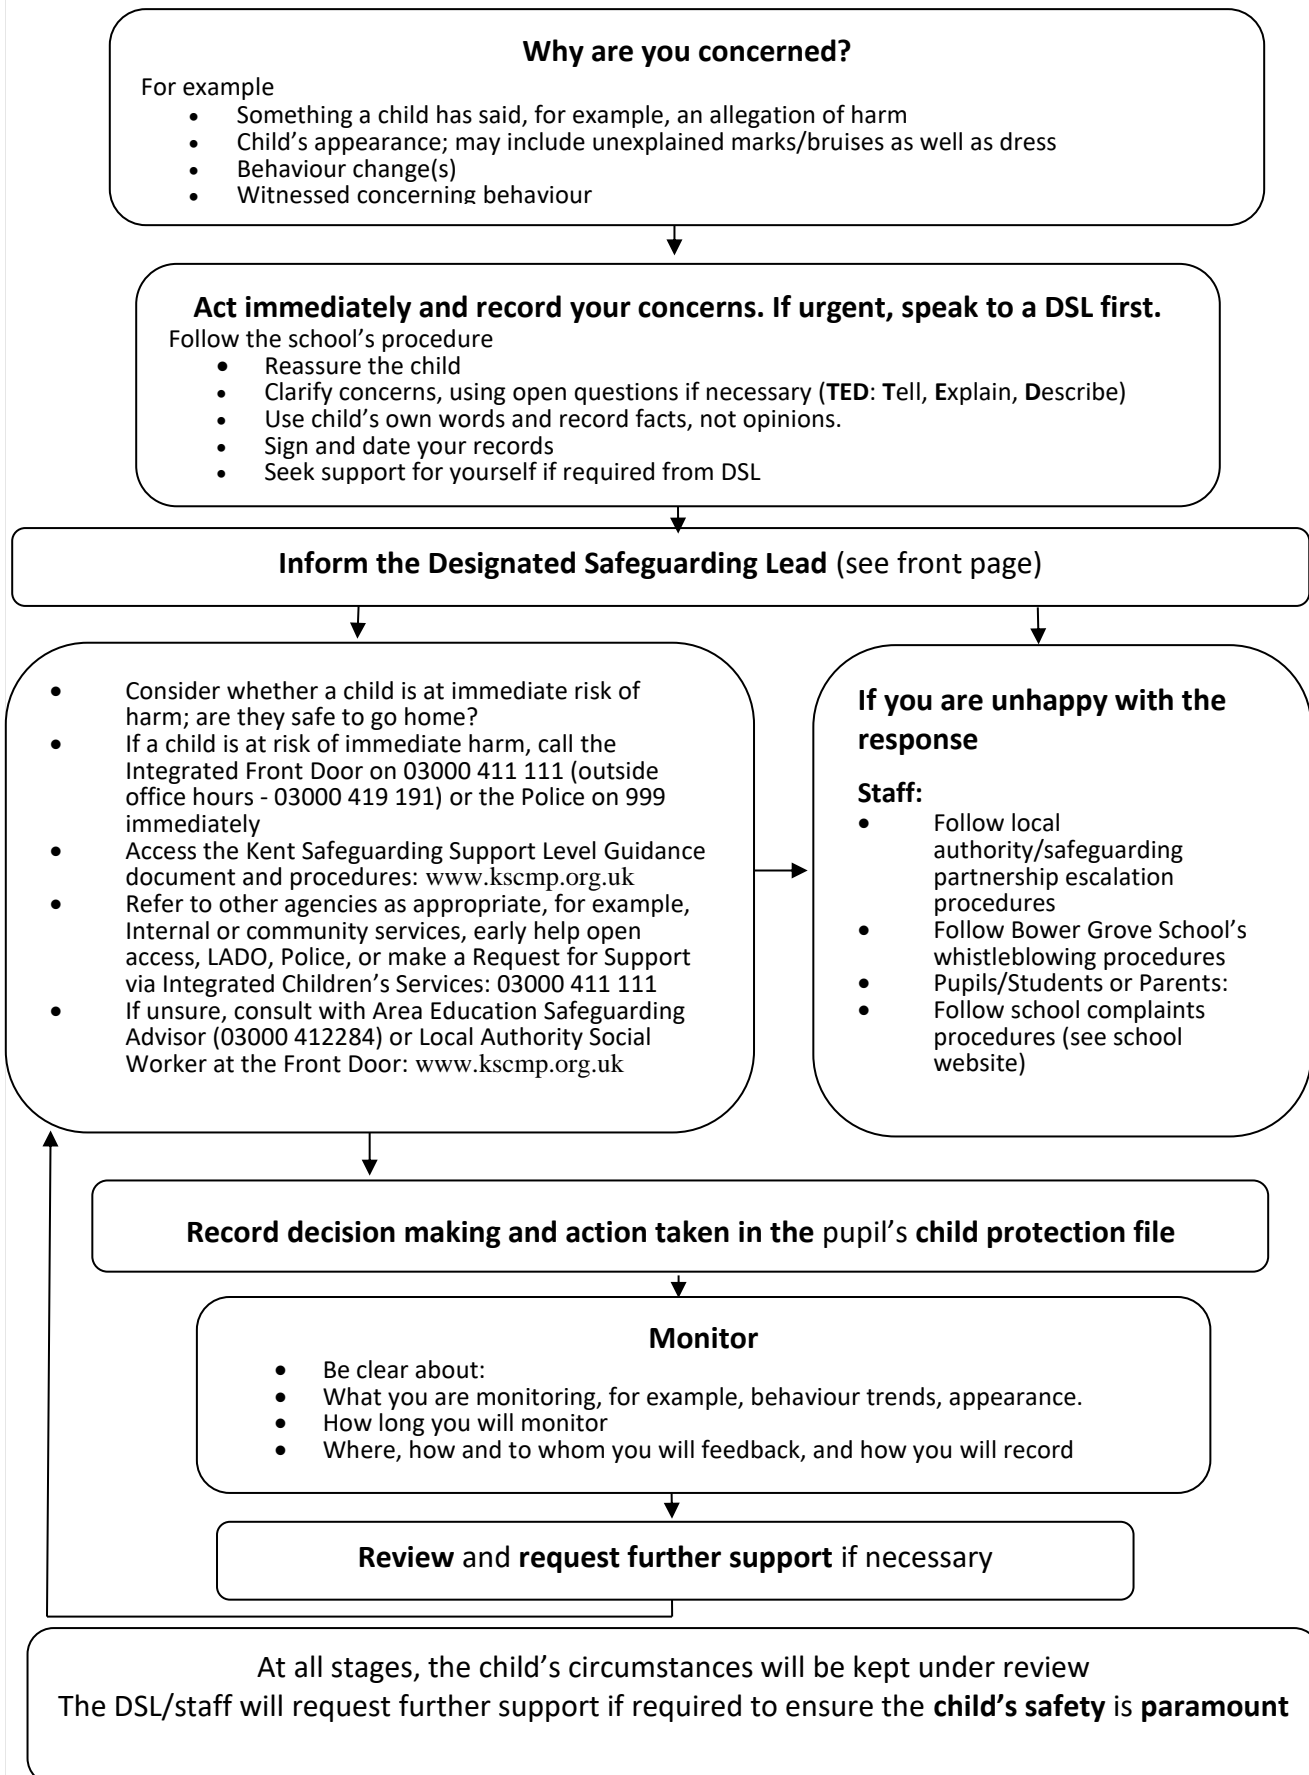 Why are you concerned?
For example
• Something a child has said, for example, an allegation of harm
• Child’s appearance; may include unexplained marks/bruises as well as dress
• Behaviour change(s)
• Witnessed concerning behaviour
Act immediately and record your concerns. If urgent, speak to a DSL first.
Follow the school’s procedure
• Reassure the child
• Clarify concerns, using open questions if necessary (TED: Tell, Explain, Describe)
• Use child’s own words and record facts, not opinions.
• Sign and date your records
• Seek support for yourself if required from DSL
Inform the Designated Safeguarding Lead (see front page)
• Consider whether a child is at immediate risk of
harm; are they safe to go home?
• If a child is at risk of immediate harm, call the
Integrated Front Door on 03000 411 111 (outside
office hours - 03000 419 191) or the Police on 999
immediately
• Access the Kent Safeguarding Support Level Guidance
document and procedures: www.kscmp.org.uk
• Refer to other agencies as appropriate, for example,
Internal or community services, early help open
access, LADO, Police, or make a Request for Support
via Integrated Children’s Services: 03000 411 111
• If unsure, consult with Area Education Safeguarding
Advisor (03000 412284) or Local Authority Social
Worker at the Front Door: www.kscmp.org.uk
If you are unhappy with the
response
Staff:
• Follow local
authority/safeguarding
partnership escalation
procedures
• Follow Bower Grove School’s
whistleblowing procedures
• Pupils/Students or Parents:
• Follow school complaints
procedures (see school
website)
Record decision making and action taken in the pupil’s child protection file
Monitor
• Be clear about:
• What you are monitoring, for example, behaviour trends, appearance.
• How long you will monitor
• Where, how and to whom you will feedback, and how you will record
Review and request further support if necessary
At all stages, the child’s circumstances will be kept under review
The DSL/staff will request further support if required to ensure the child’s safety is paramount